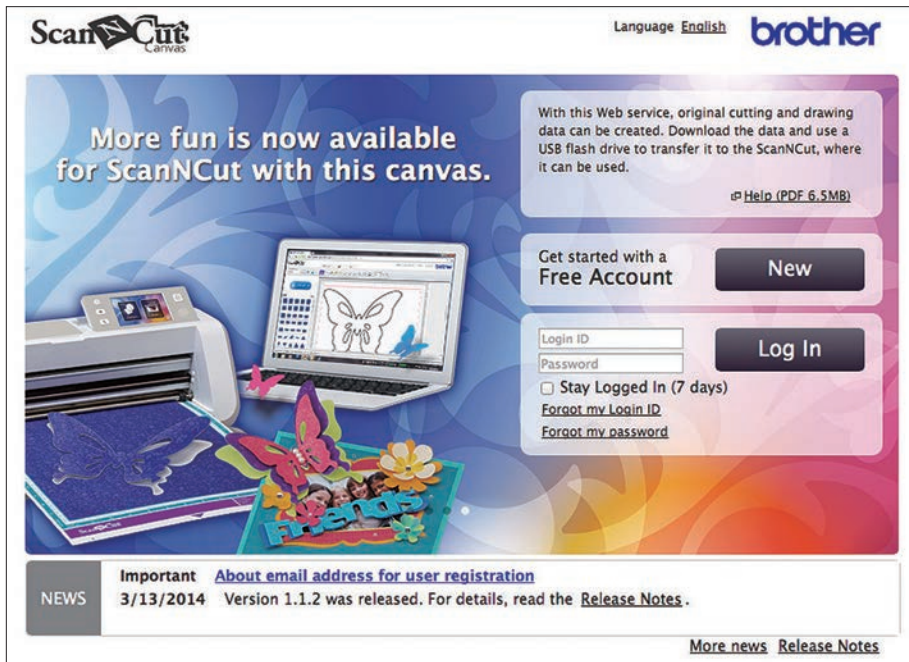 ScanNCut
Canvas
Language English
brother
More fun is now available
for ScanNCut with this canvas.
With this Web service, original cutting and drawing
data can be created. Download the data and use a
USB flash drive to transfer it to the ScanNCut, where
it can be used.
Help (PDF 6.5MB)
Get started with a
Free Account
New
Login ID
Password
Log In
Stay Logged In (7 days)
Forgot my Login ID
Forgot my password
Friends
NEWS
Important About email address for user registration
3/13/2014 Version 1.1.2 was released. For details, read the Release Notes.
More news Release Notes